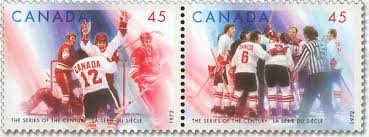 CANADA 45
CANADA
12
THE SERIES OF THE CENTURY LA SÉRIE DU SIÈCLE
1972
CANADA 45
6
THE SERIES OF THE CENTURY LA SÉRIE DU SIÈCLE
1972